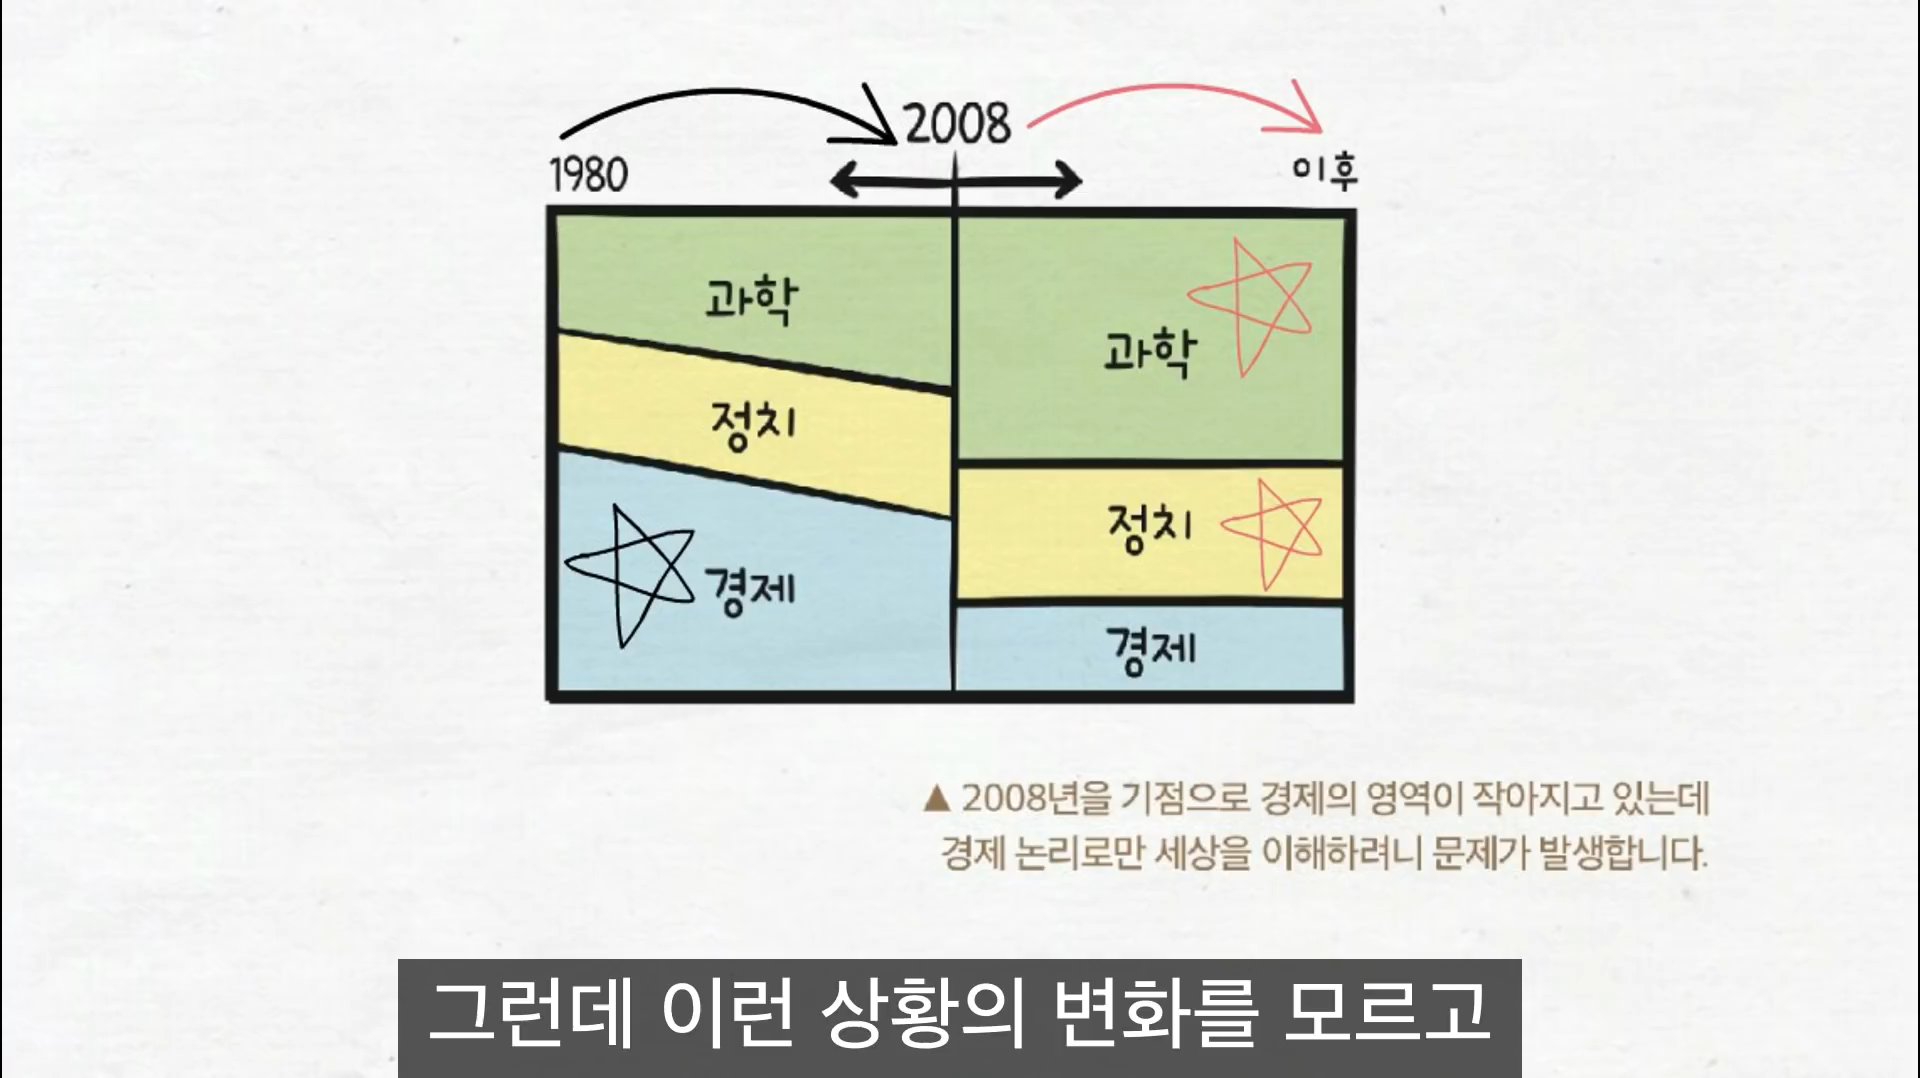 2008
1980
이후
과학
정치
경제
과학
정치
경제
▲ 2008년을 기점으로 경제의 영역이 작아지고 있는데
경제 논리로만 세상을 이해하려니 문제가 발생합니다.
그런데 이런 상황의 변화를 모르고